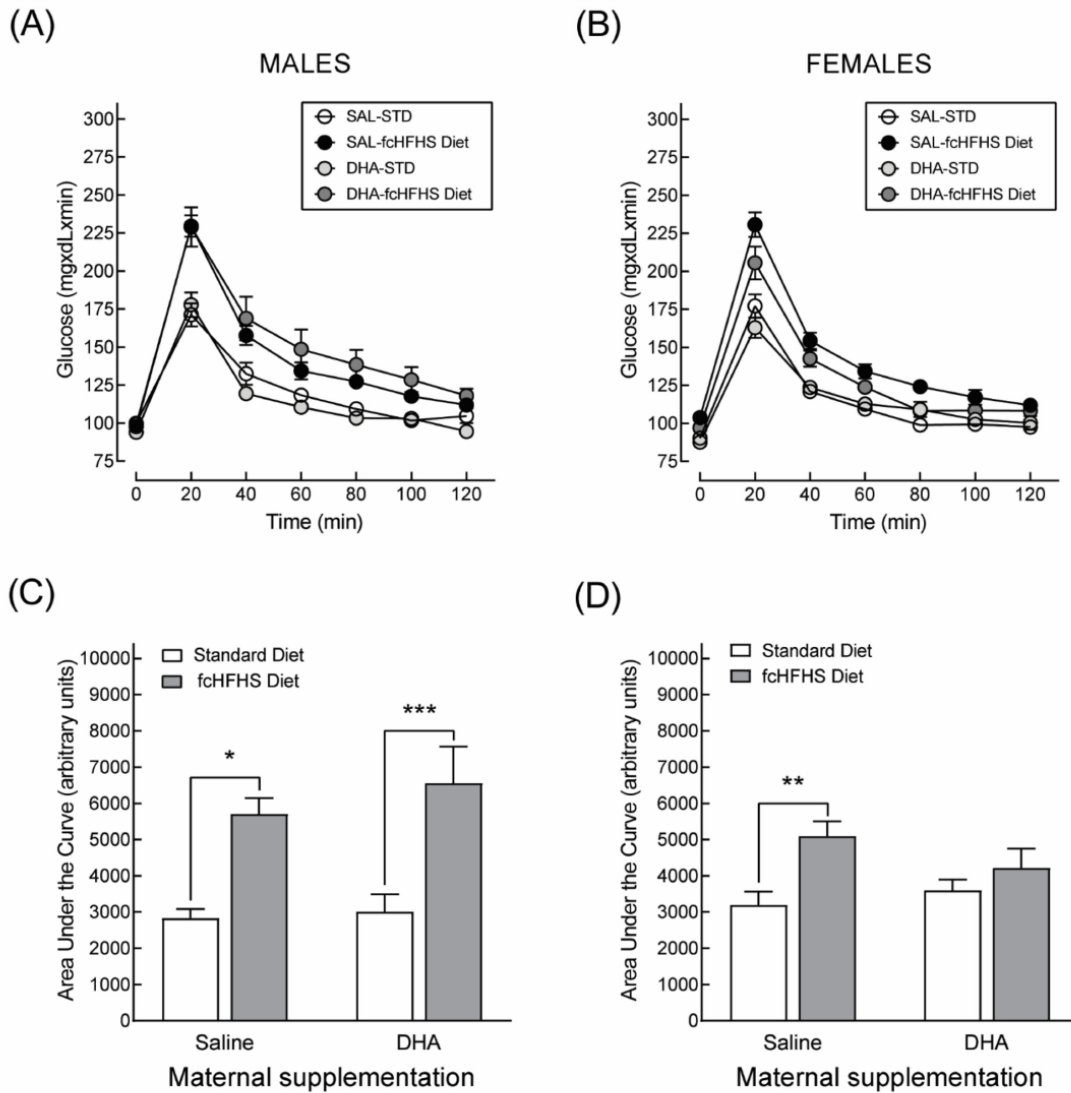 (A)
MALES
SAL-STD
SAL-fcHFHS Diet
DHA-STD
DHA-fcHFHS Diet
Glucose (mgxdLxmin)
300
275
250
225
200
175
150
125
100
75
0 20 40 60 80 100 120
Time (min)
(B)
FEMALES
SAL-STD
SAL-fcHFHS Diet
DHA-STD
DHA-fcHFHS Diet
Glucose (mgxdLxmin)
300
275
250
225
200
175
150
125
100
75
0 20 40 60 80 100 120
Time (min)
(C)
Standard Diet
fcHFHS Diet
Area Under the Curve (arbitrary units)
10000
9000
8000
7000
6000
5000
4000
3000
2000
1000
0
*
***
Saline DHA
Maternal supplementation
(D)
Standard Diet
fcHFHS Diet
Area Under the Curve (arbitrary units)
10000
9000
8000
7000
6000
5000
4000
3000
2000
1000
0
**
Saline DHA
Maternal supplementation